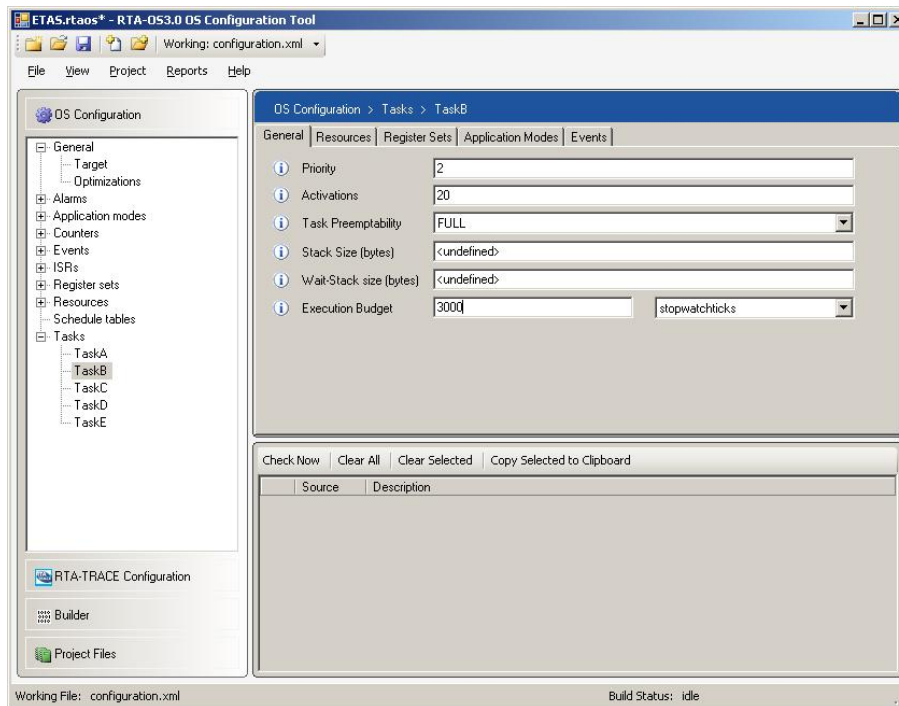 ETAS.rtaos* - RTA-OS3.0 OS Configuration Tool
Working: configuration.xml
File View Project Reports Help
OS Configuration
General
Target
Optimizations
Alarms
Application modes
Counters
Events
ISRs
Register sets
Resources
Schedule tables
Tasks
TaskA
TaskB
TaskC
TaskD
TaskE
RTA-TRACE Configuration
Builder
Project Files
OS Configuration > Tasks > TaskB
General Resources Register Sets Application Modes Events
Priority 2
Activations 20
Task Preemptability FULL
Stack Size (bytes) <undefined>
Wait-Stack size (bytes) <undefined>
Execution Budget 3000 stopwatchticks
Check Now Clear All Clear Selected Copy Selected to Clipboard
Source Description
Working File: configuration.xml Build Status: idle